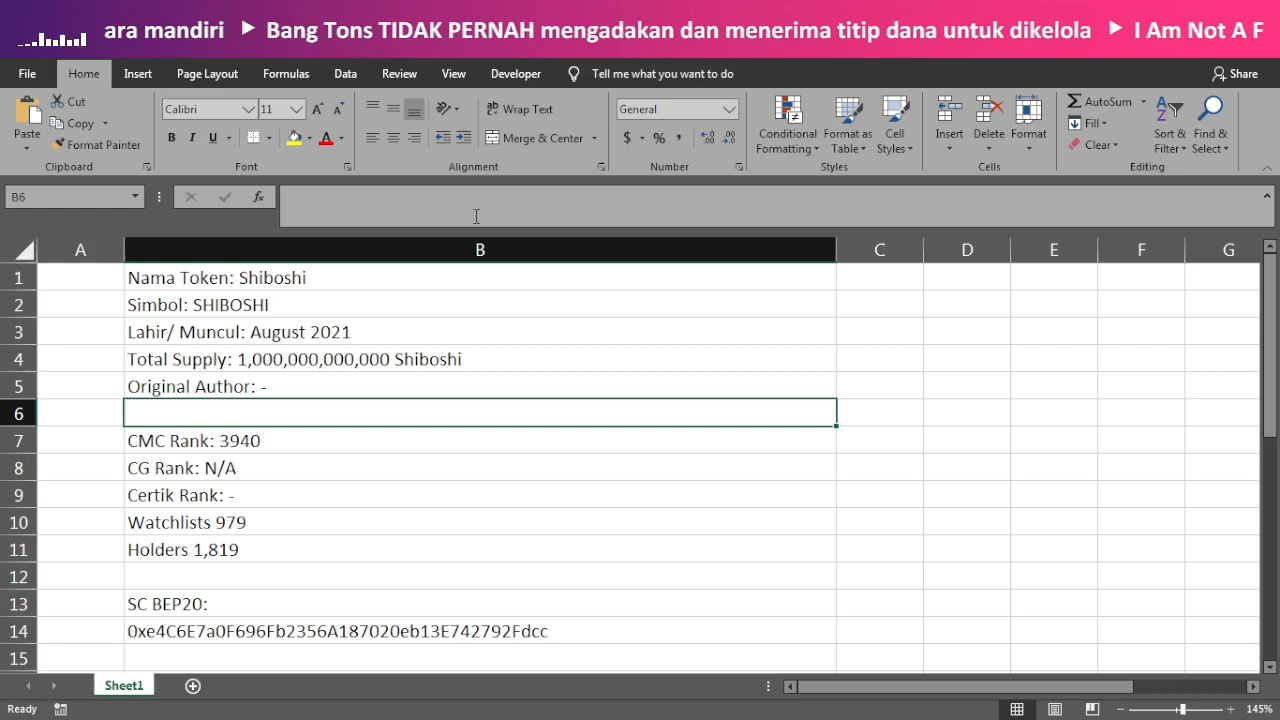 ara mandiri ▶ Bang Tons TIDAK PERNAH mengadakan dan menerima titip dana untuk dikelola ▶ I Am Not A F
File Home Insert Page Layout Formulas Data Review View Developer Tell me what you want to do Share
Paste Cut Copy Format Painter Clipboard
Calibri 11 B I U Font
Wrap Text Merge & Center Alignment
General $ % , Number
Conditional Formatting Format as Table Cell Styles Styles
Insert Delete Format Cells
AutoSum Fill Clear Sort & Filter Find & Select Editing
B6 fx
A B C D E F G
1 Nama Token: Shiboshi
2 Simbol: SHIBOSHI
3 Lahir/ Muncul: August 2021
4 Total Supply: 1,000,000,000,000 Shiboshi
5 Original Author: -
6
7 CMC Rank: 3940
8 CG Rank: N/A
9 Certik Rank: -
10 Watchlists 979
11 Holders 1,819
12
13 SC BEP20:
14 0xe4C6E7a0F696Fb2356A187020eb13E742792Fdcc
15
Sheet1
Ready 145%